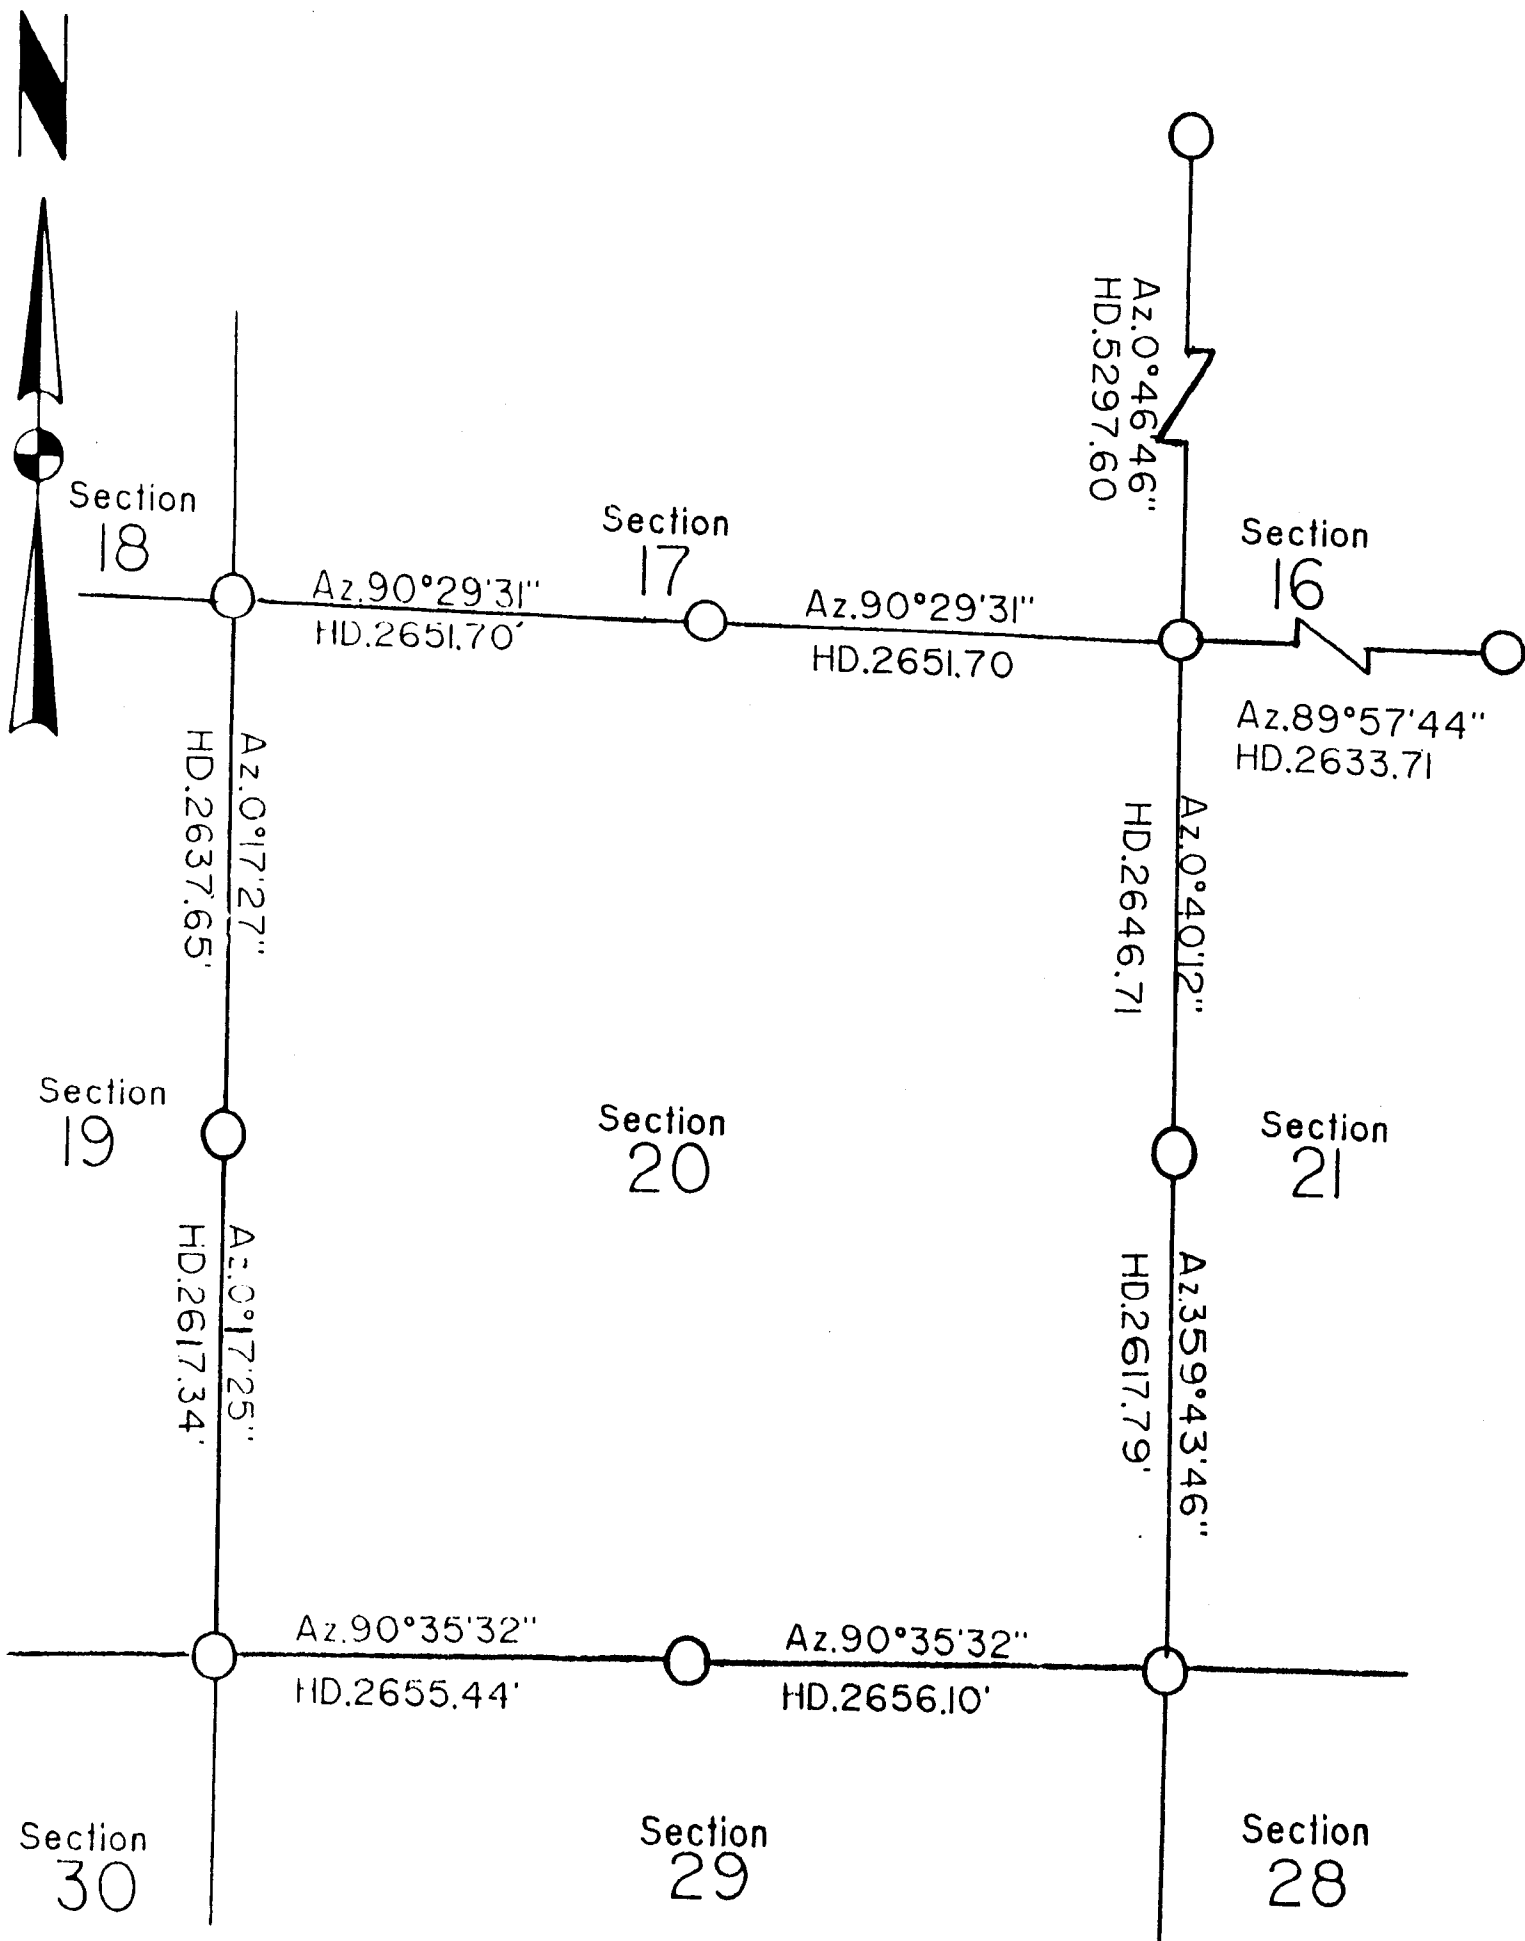 N
Az.0°46'46"
HD.5297.60
Section
18
Section
17
Section
16
Az.90°29'31"
HD.2651.70'
Az.90°29'31"
HD.2651.70
Az.89°57'44"
HD.2633.71
Az.0°17'27"
HD.2637.65'
Az.0°40'12"
HD.2646.71
Section
19
Section
20
Section
21
Az.0°17'25"
HD.2617.34'
Az.359°43'46"
HD.2617.79'
Az.90°35'32"
HD.2655.44'
Az.90°35'32"
HD.2656.10'
Section
30
Section
29
Section
28